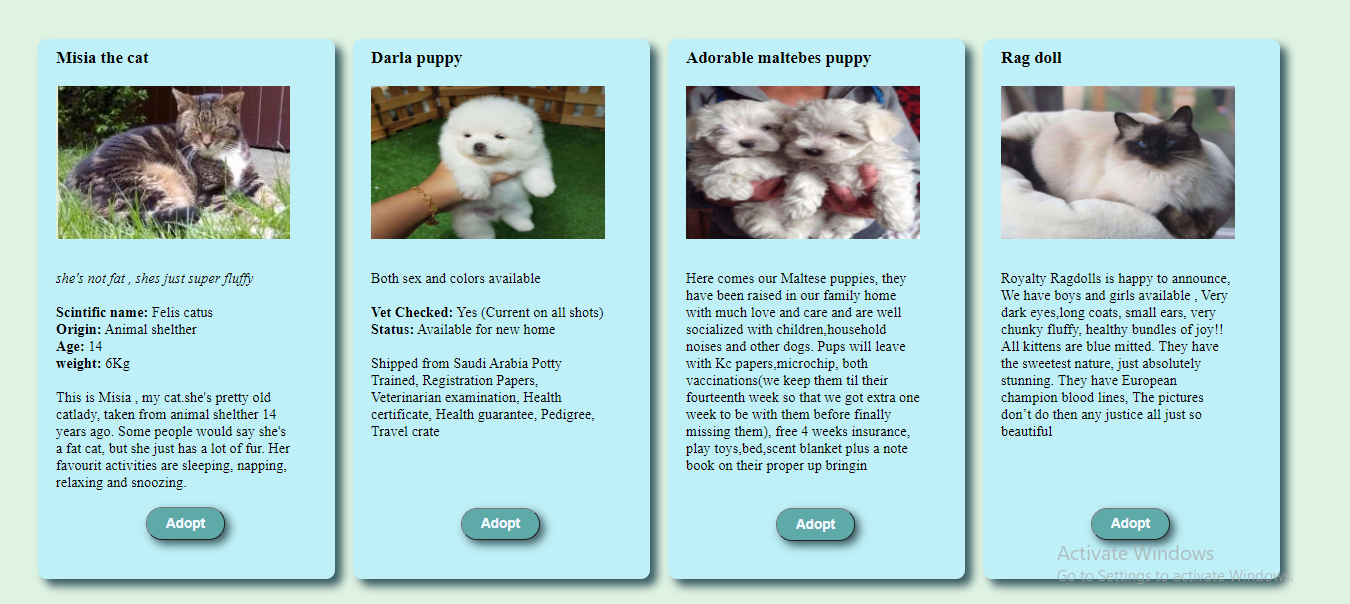 Misia the cat
she's not fat , shes just super fluffy
Scintific name: Felis catus
Origin: Animal shelther
Age: 14
weight: 6Kg
This is Misia , my cat.she's pretty old
catlady, taken from animal shelther 14
years ago. Some people would say she's
a fat cat, but she just has a lot of fur. Her
favourit activities are sleeping, napping,
relaxing and snoozing.
Adopt
Darla puppy
Both sex and colors available
Vet Checked: Yes (Current on all shots)
Status: Available for new home
Shipped from Saudi Arabia Potty
Trained, Registration Papers,
Veterinarian examination, Health
certificate, Health guarantee, Pedigree,
Travel crate
Adopt
Adorable maltebes puppy
Here comes our Maltese puppies, they
have been raised in our family home
with much love and care and are well
socialized with children,household
noises and other dogs. Pups will leave
with Kc papers,microchip, both
vaccinations(we keep them til their
fourteenth week so that we got extra one
week to be with them before finally
missing them), free 4 weeks insurance,
play toys,bed,scent blanket plus a note
book on their proper up bringin
Adopt
Rag doll
Royalty Ragdolls is happy to announce,
We have boys and girls available , Very
dark eyes,long coats, small ears, very
chunky fluffy, healthy bundles of joy!!
All kittens are blue mitted. They have
the sweetest nature, just absolutely
stunning. They have European
champion blood lines, The pictures
don’t do then any justice all just so
beautiful
Adopt
Activate Windows
Go to Settings to activate Windows.